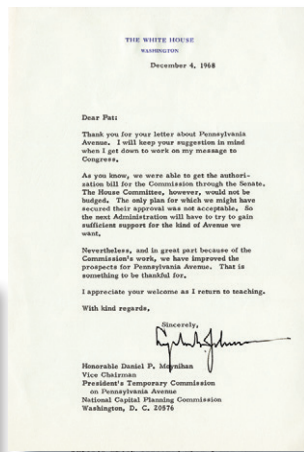 THE WHITE HOUSE
WASHINGTON
December 4, 1968
Dear Pat:
Thank you for your letter about Pennsylvania
Avenue. I will keep your suggestion in mind
when I get down to work on my message to
Congress.
As you know, we were able to get the authori-
zation bill for the Commission through the Senate.
The House Committee, however, would not be
budged. The only plan for which we might have
secured their approval was not acceptable. So
the next Administration will have to try to gain
sufficient support for the kind of Avenue we
want.
Nevertheless, and in great part because of the
Commission's work, we have improved the
prospects for Pennsylvania Avenue. That is
something to be thankful for.
I appreciate your welcome as I return to teaching.
With kind regards,
Sincerely,
Honorable Daniel P. Moynihan
Vice Chairman
President's Temporary Commission
on Pennsylvania Avenue
National Capital Planning Commission
Washington, D. C. 20576